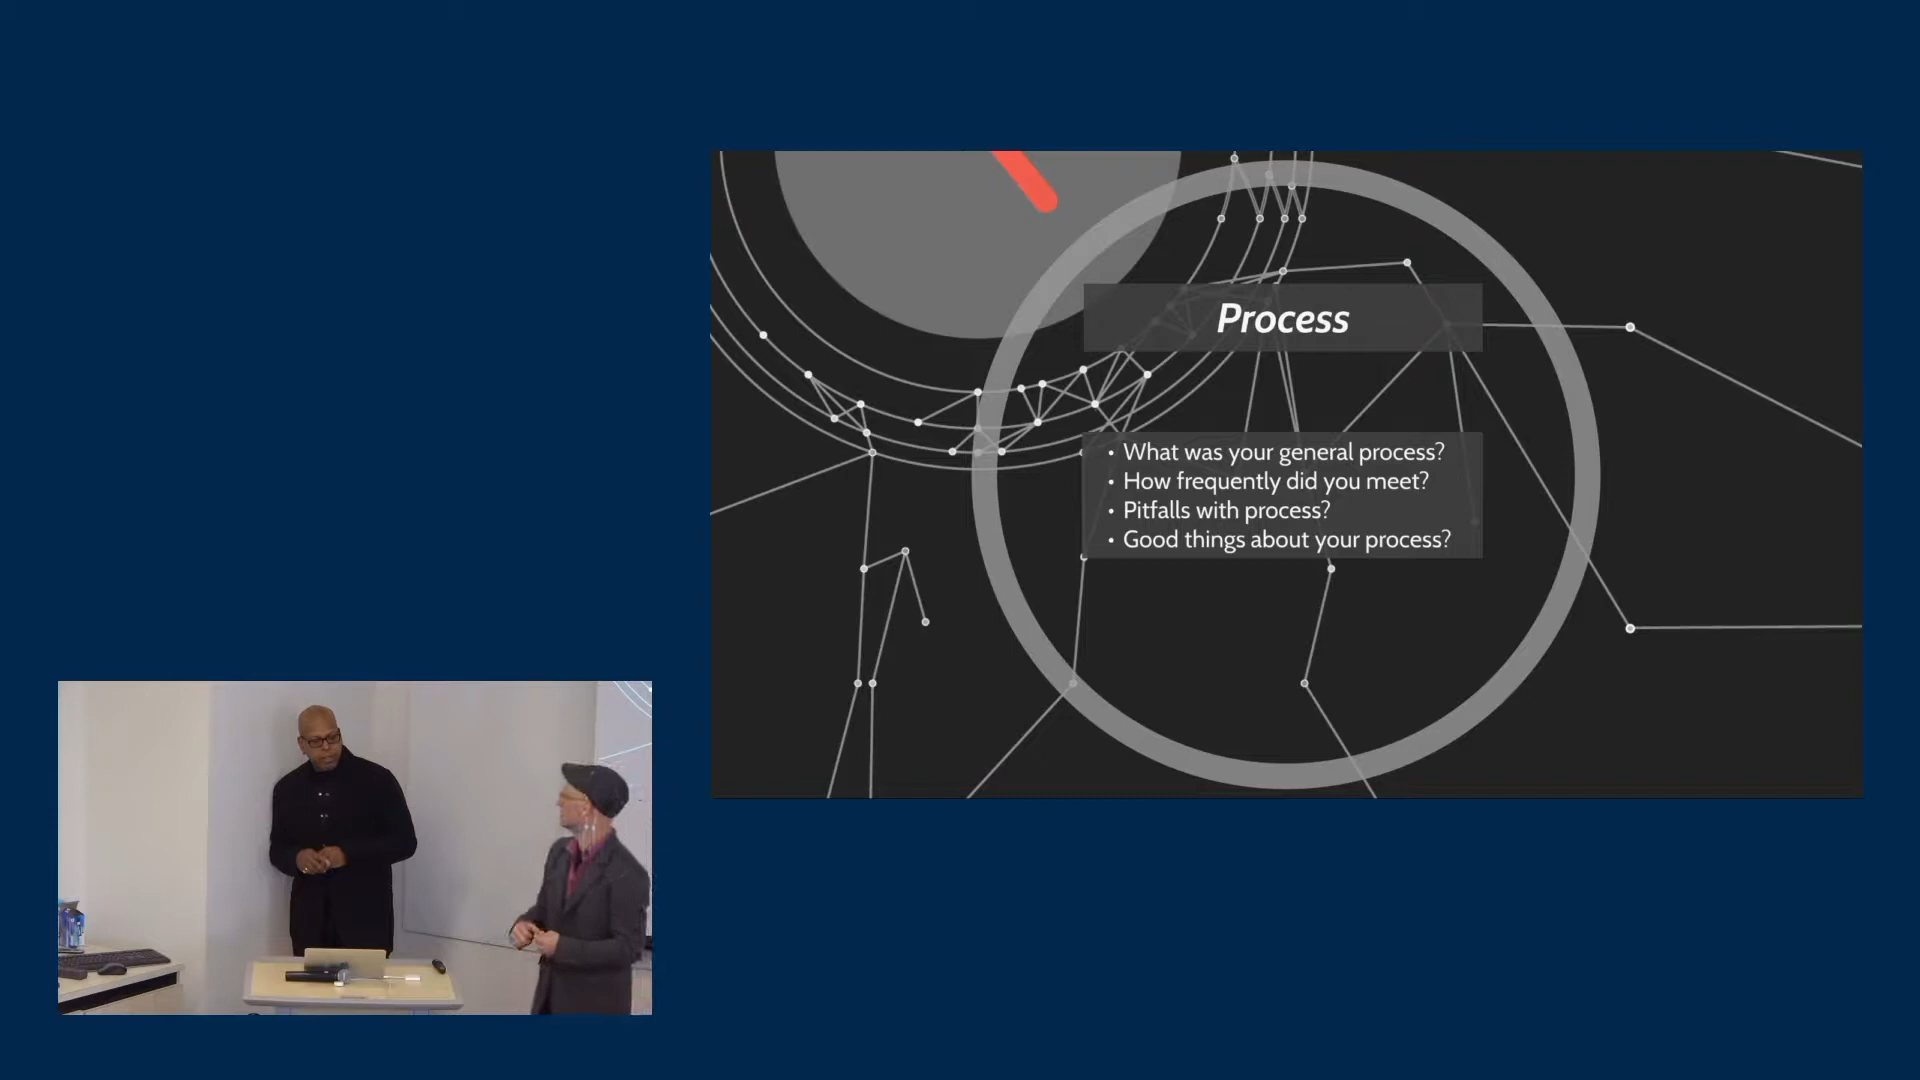 Process
• What was your general process?
• How frequently did you meet?
• Pitfalls with process?
• Good things about your process?